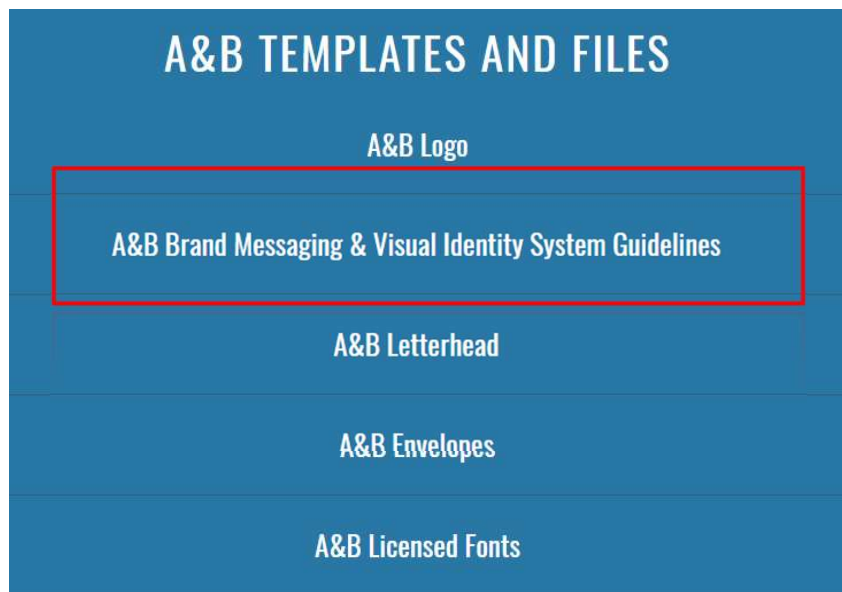 A&B TEMPLATES AND FILES
A&B Logo
A&B Brand Messaging & Visual Identity System Guidelines
A&B Letterhead
A&B Envelopes
A&B Licensed Fonts